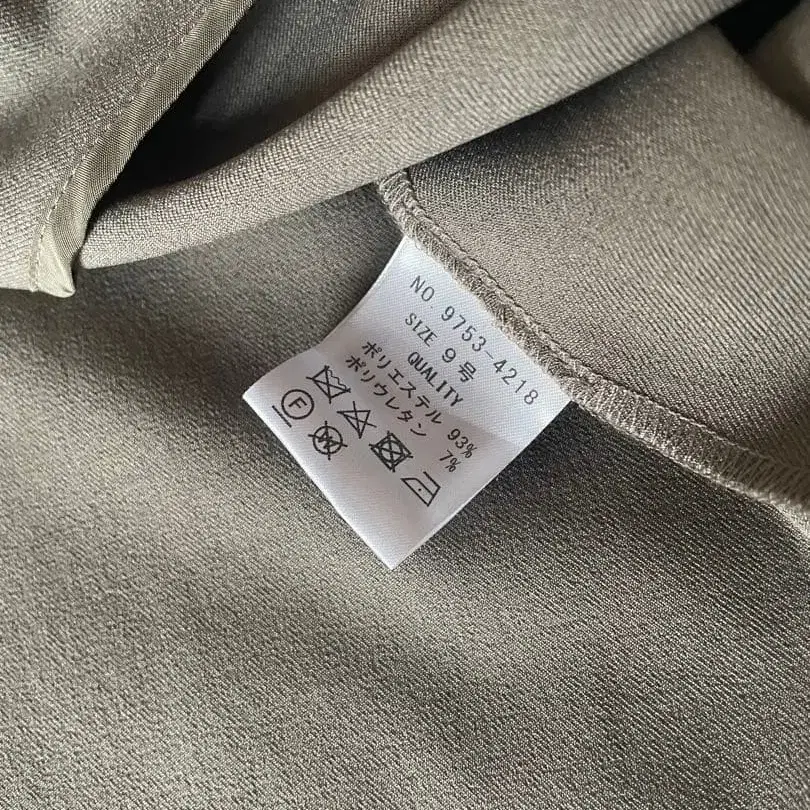 NO 9753-4218
SIZE 9号
QUALITY
ポリエステル 93%
ポリウレタン 7%
F
W